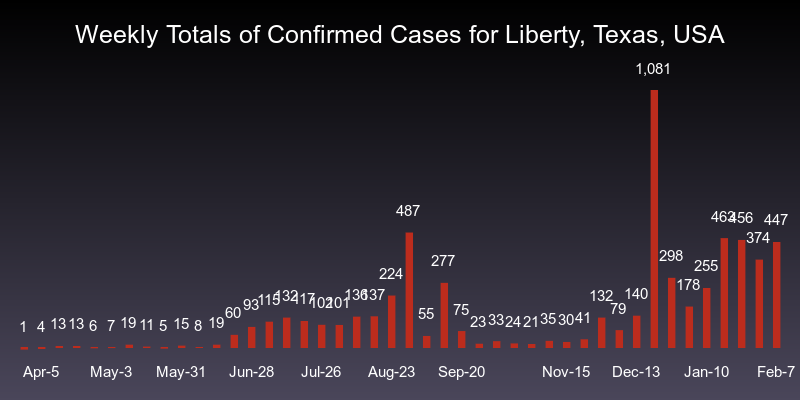 Weekly Totals of Confirmed Cases for Liberty, Texas, USA
1 4 13 13 6 7 19 11 5 15 8 19 60 93 115 132 117 102 101 136 137 224 487 55 277 75 23 33 24 21 35 30 41 132 79 140 1,081 298 178 255 463 456 374 447
Apr-5 May-3 May-31 Jun-28 Jul-26 Aug-23 Sep-20 Nov-15 Dec-13 Jan-10 Feb-7